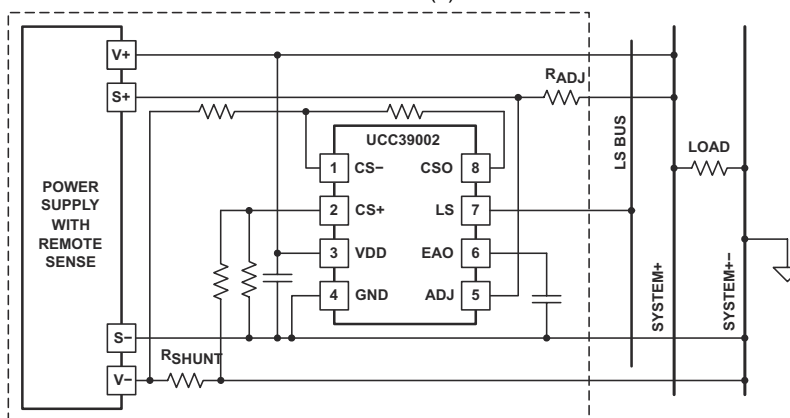 V+
S+
RADJ
UCC39002
1
CS−
CSO
8
2
CS+
LS
7
3
VDD
EAO
6
4
GND
ADJ
5
POWER
SUPPLY
WITH
REMOTE
SENSE
S−
V−
RSHUNT
LS BUS
LOAD
SYSTEM+
SYSTEM+−